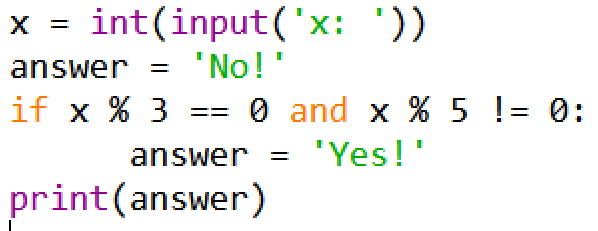 x = int(input('x: '))
answer = 'No!'
if x % 3 == 0 and x % 5 != 0:
      answer = 'Yes!'
print(answer)